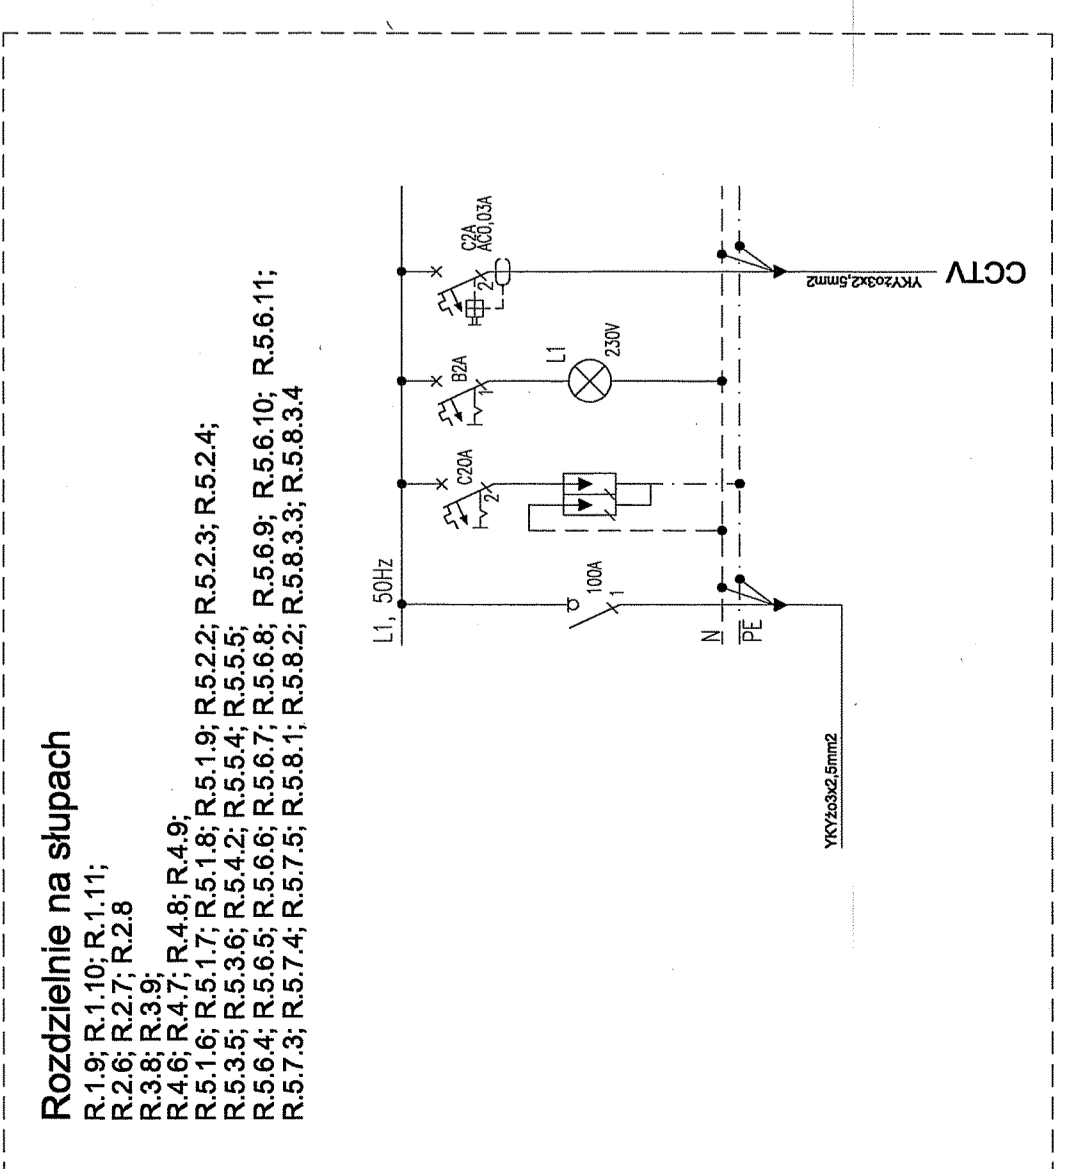 Rozdzielnie na słupach
R.1.9; R.1.10; R.1.11;
R.2.6; R.2.7; R.2.8
R.3.8; R.3.9;
R.4.6; R.4.7; R.4.8; R.4.9;
R.5.1.6; R.5.1.7; R.5.1.8; R.5.1.9; R.5.2.2; R.5.2.3; R.5.2.4;
R.5.3.5; R.5.3.6; R.5.4.2; R.5.5.4; R.5.5.5;
R.5.6.4; R.5.6.5; R.5.6.6; R.5.6.7; R.5.6.8; R.5.6.9; R.5.6.10; R.5.6.11;
R.5.7.3; R.5.7.4; R.5.7.5; R.5.8.1; R.5.8.2; R.5.8.3.3; R.5.8.3.4
L1, 50Hz
100A
1
C20A
2
B2A
1
L1
230V
C2A
AC0,03A
2
N
PE
YKYżo3x2,5mm2
YKYżo3x2,5mm2
CCTV